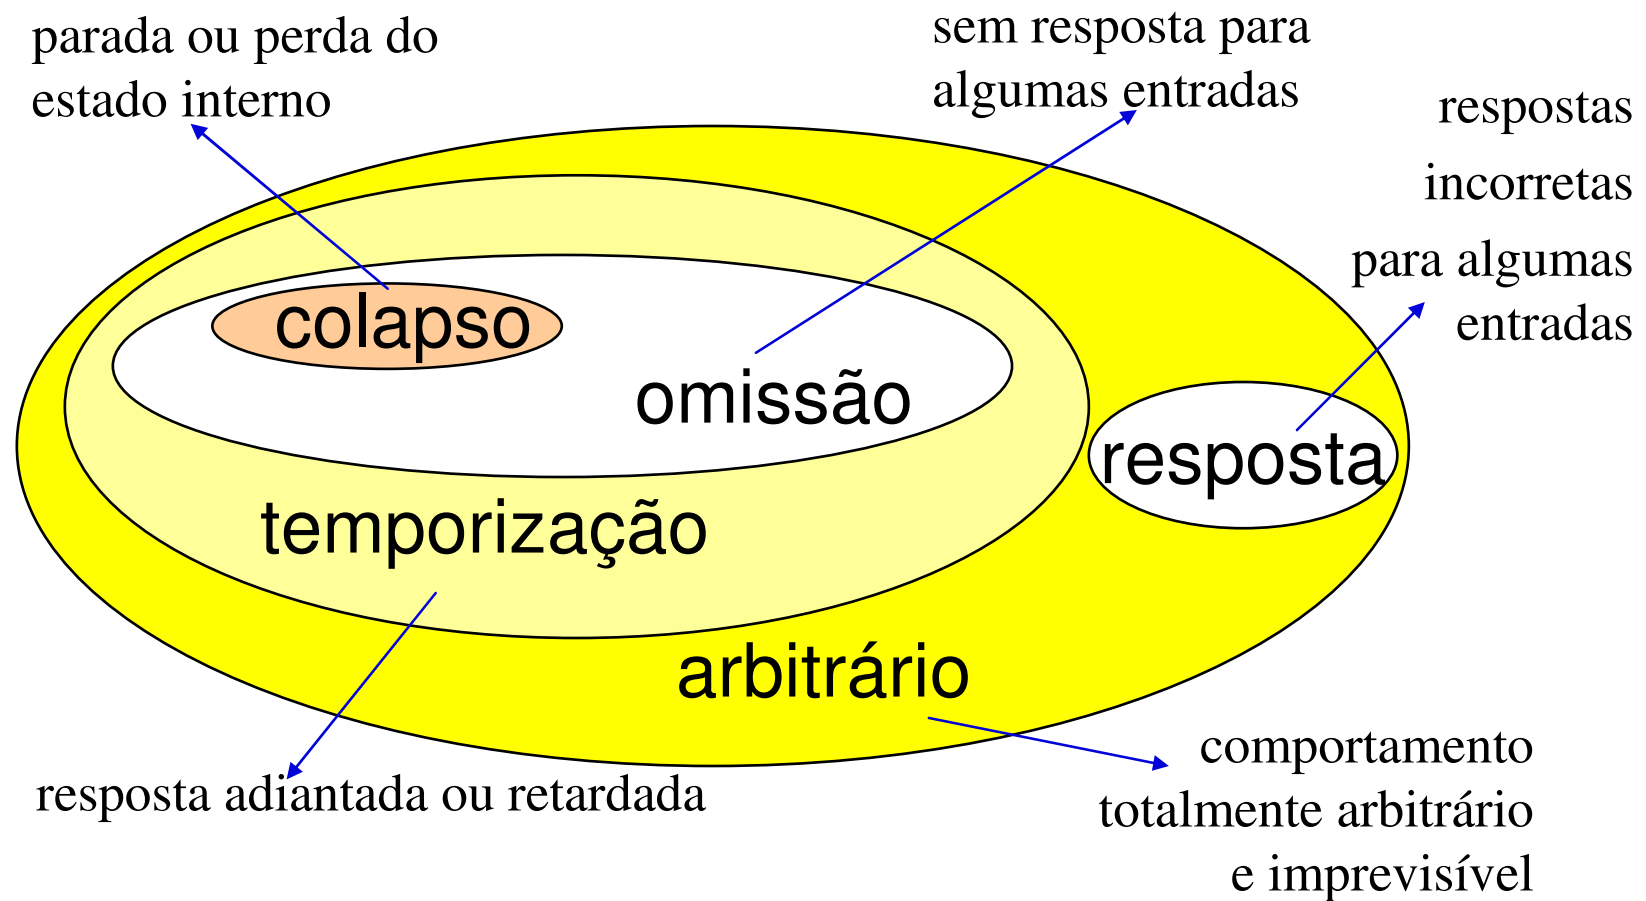 parada ou perda do
estado interno
sem resposta para
algumas entradas
respostas
incorretas
para algumas
entradas
colapso
omissão
resposta
temporização
arbitrário
resposta adiantada ou retardada
comportamento
totalmente arbitrário
e imprevisível